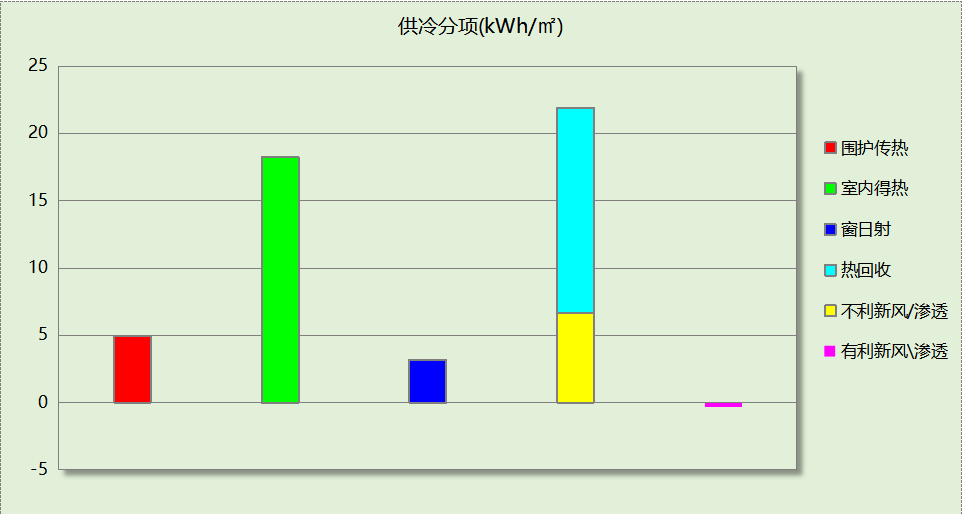 供冷分项(kWh/㎡)
25
20
15
10
5
0
-5
围护传热
室内得热
窗日射
热回收
不利新风/渗透
有利新风\渗透